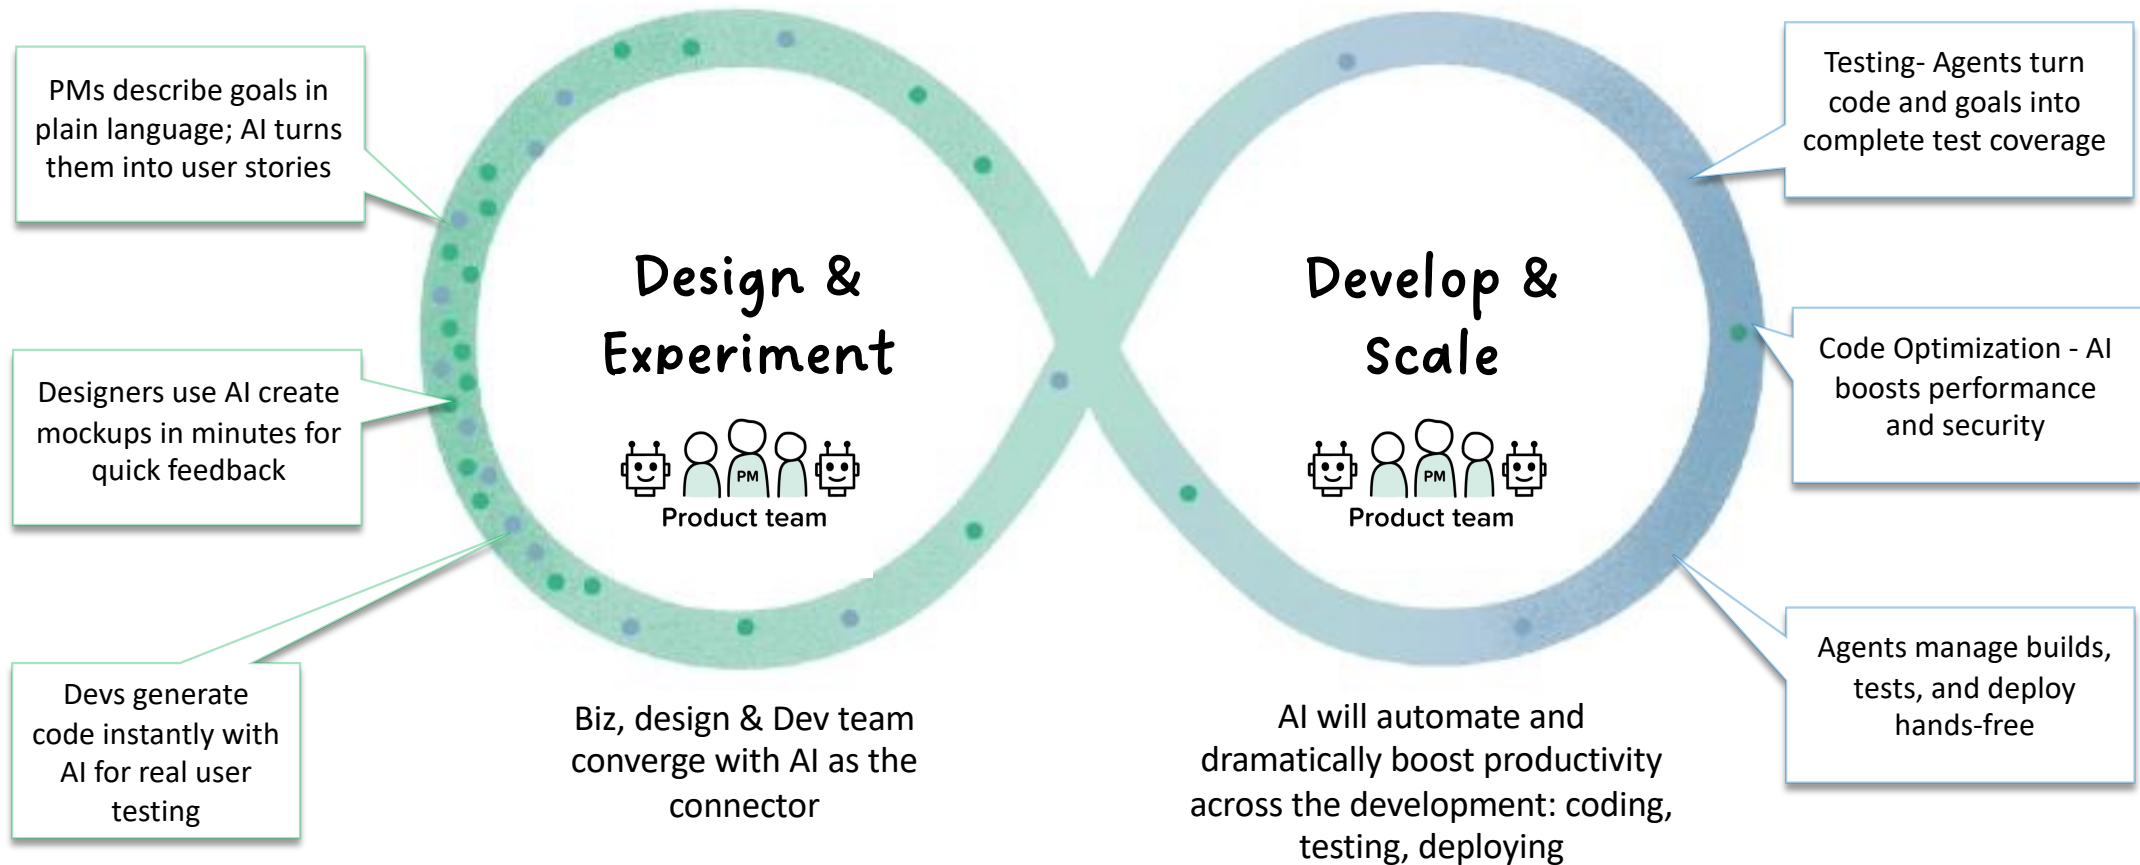 PMs describe goals in
plain language; AI turns
them into user stories
Designers use AI create
mockups in minutes for
quick feedback
Devs generate
code instantly with
AI for real user
testing
Design &
Experiment
PM
Product team
Biz, design & Dev team
converge with AI as the
connector
Develop &
Scale
PM
Product team
AI will automate and
dramatically boost productivity
across the development: coding,
testing, deploying
Testing- Agents turn
code and goals into
complete test coverage
Code Optimization - AI
boosts performance
and security
Agents manage builds,
tests, and deploy
hands-free